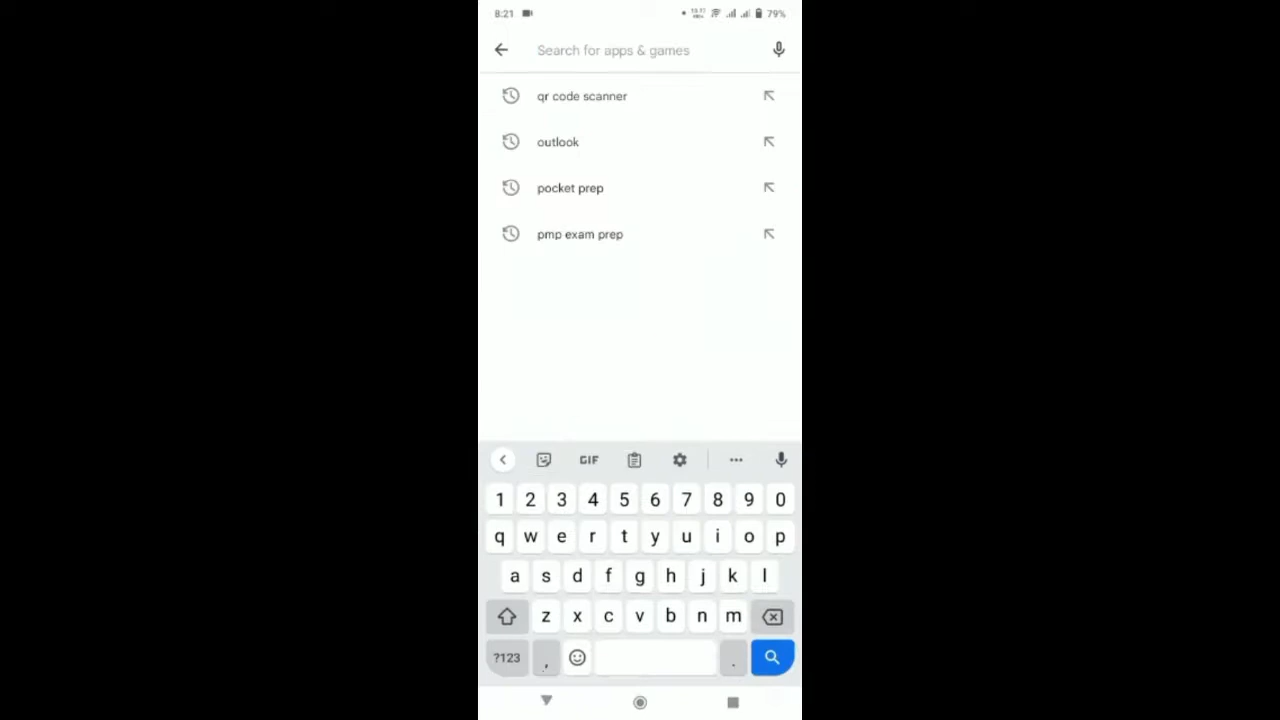 8:21
79%
Search for apps & games
qr code scanner
outlook
pocket prep
pmp exam prep
GIF
1 2 3 4 5 6 7 8 9 0
q w e r t y u i o p
a s d f g h j k l
z x c v b n m
?123 , .